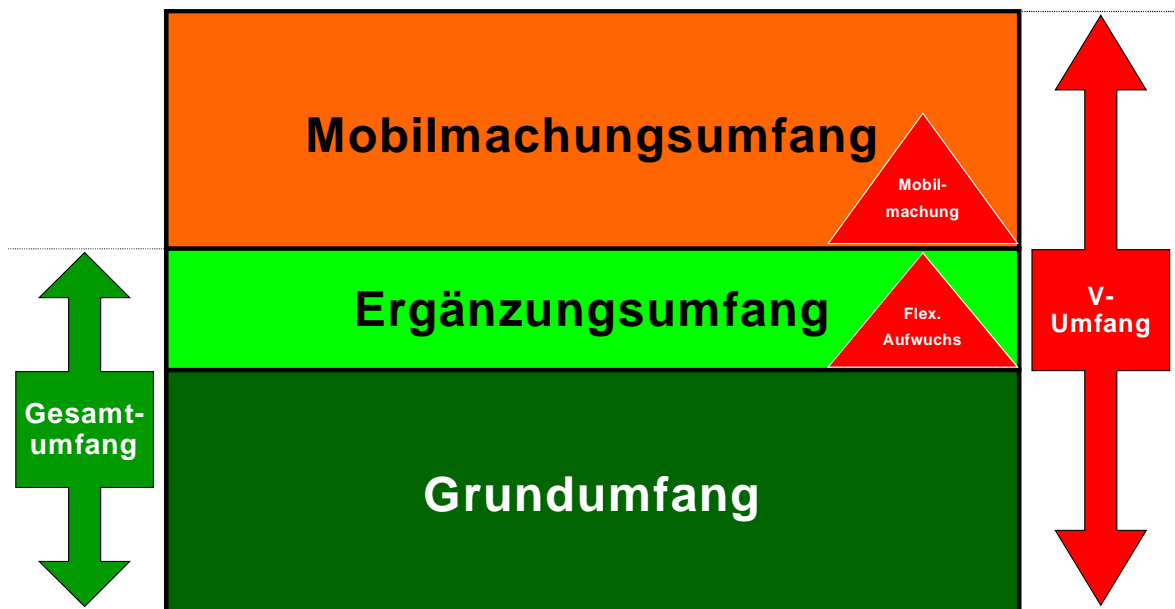 Mobilmachungsumfang
Mobil-
machung
Ergänzungsumfang
Flex.
Aufwuchs
V-
Umfang
Gesamt-
umfang
Grundumfang